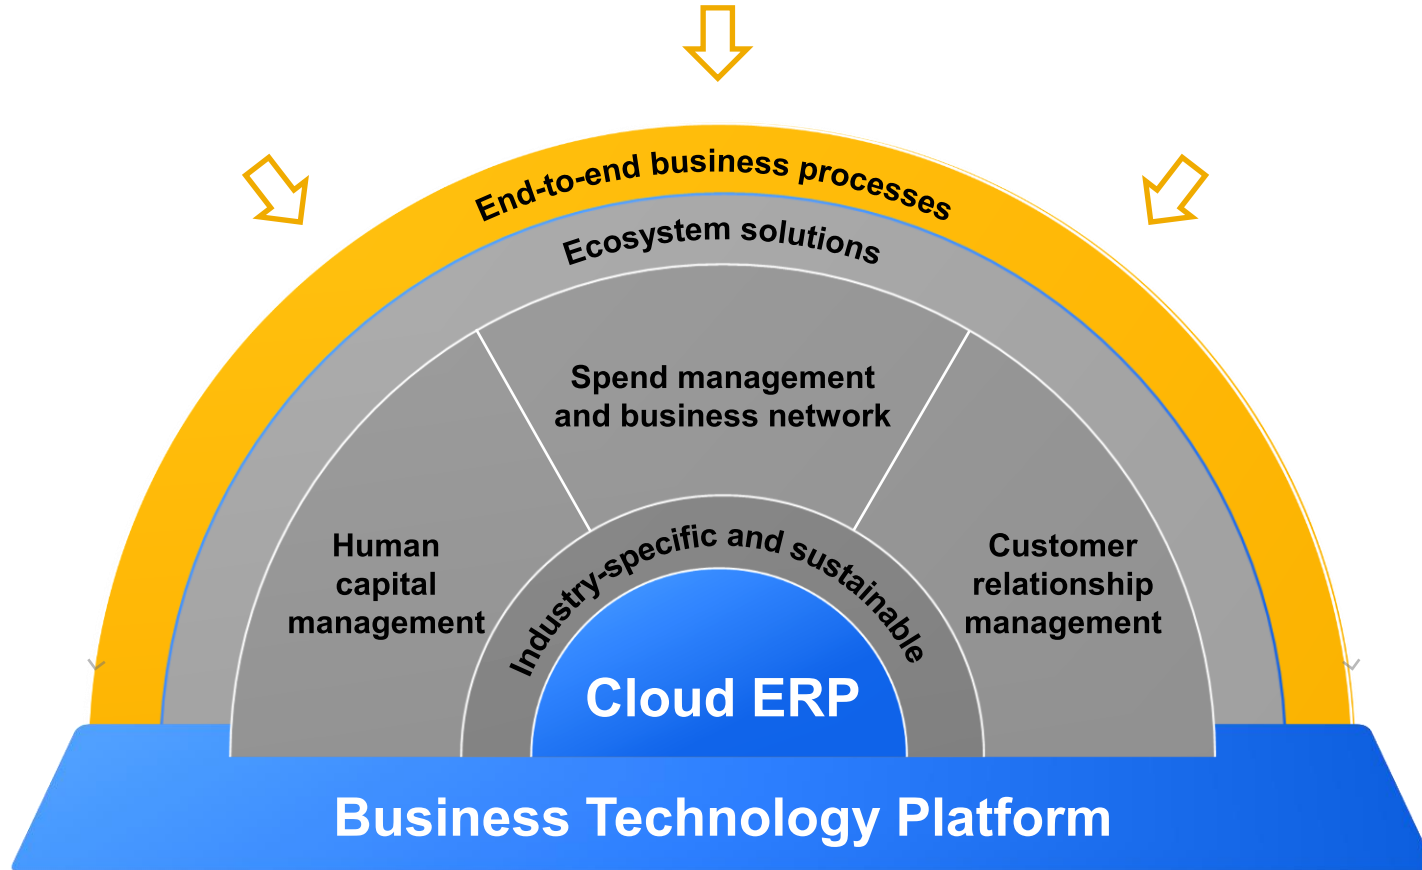 End-to-end business processes
Ecosystem solutions
Spend management
and business network
Human
capital
management
Customer
relationship
management
Industry-specific and sustainable
Cloud ERP
Business Technology Platform